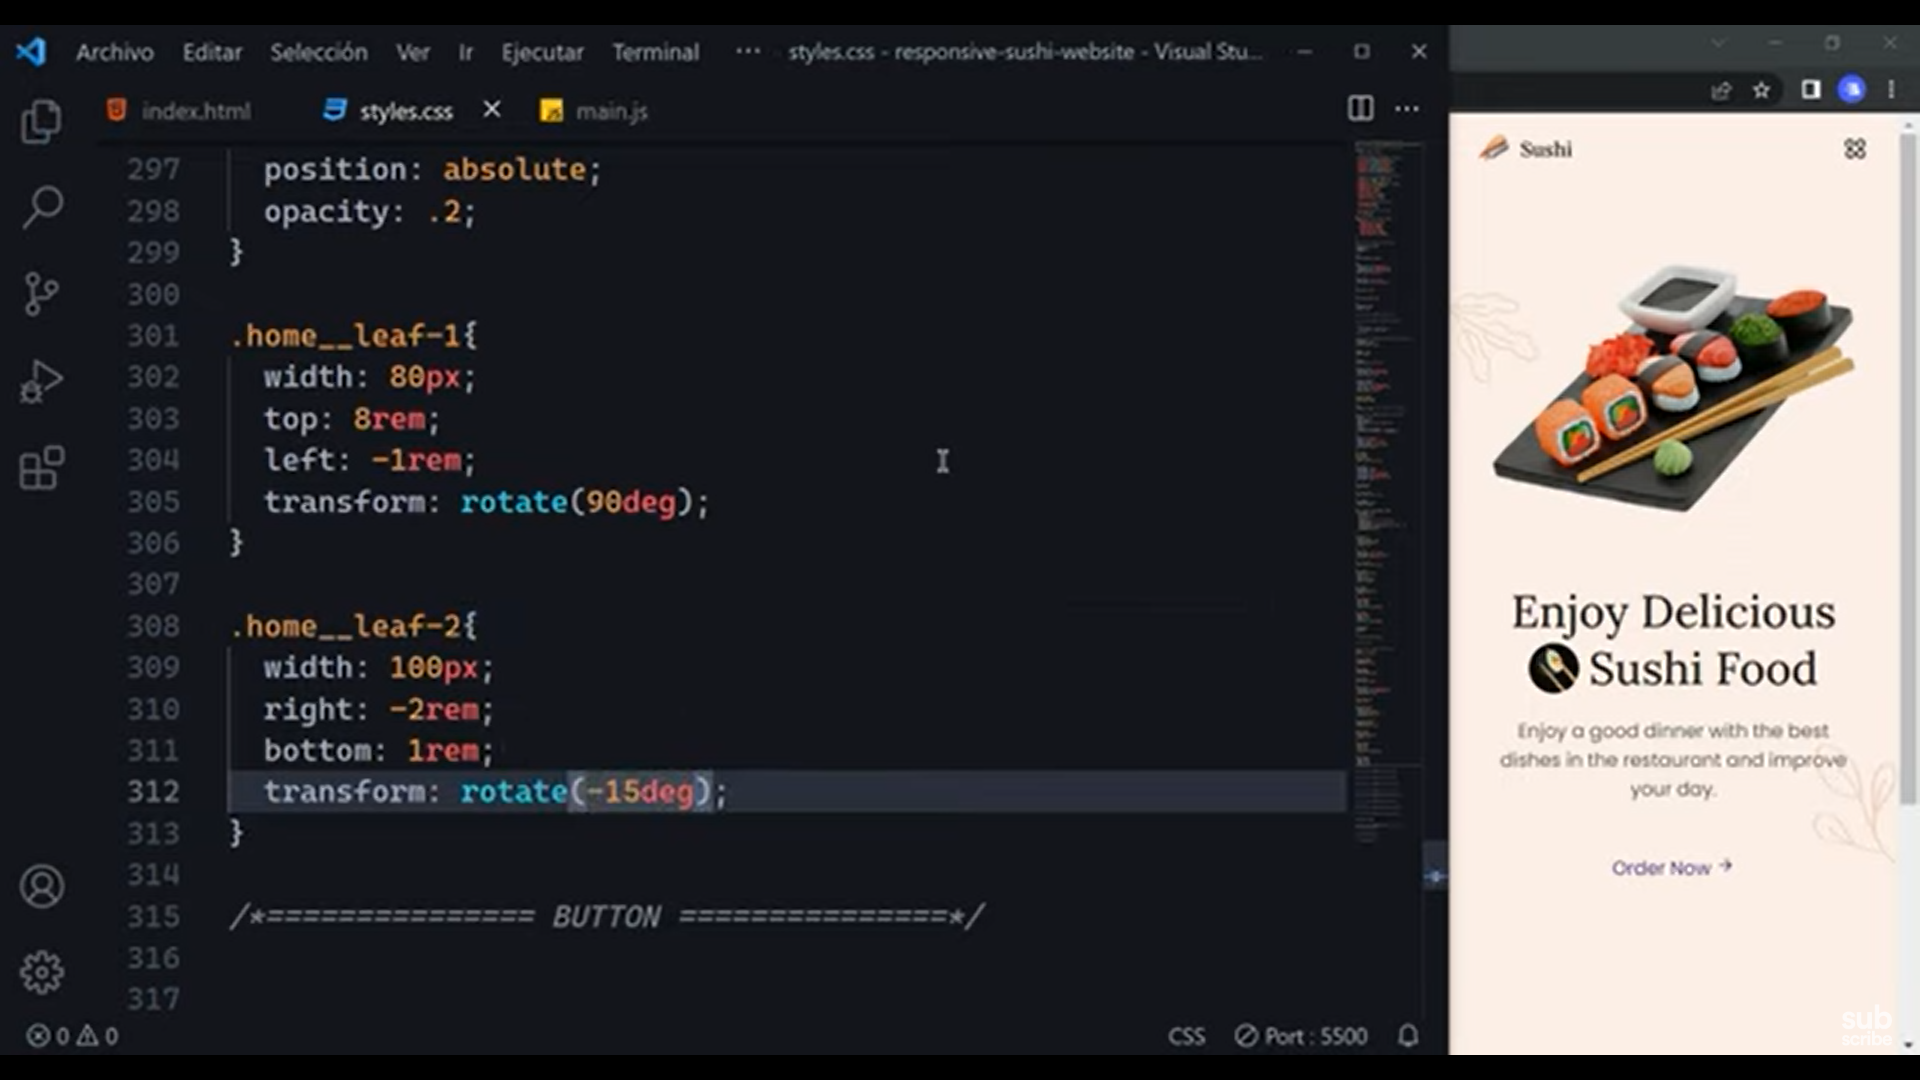 Archivo Editar Selección Ver Ir Ejecutar Terminal ··· styles.css - responsive-sushi-website - Visual Stu...
index.html styles.css main.js
297 position: absolute;
298 opacity: .2;
299 }
300
301 .home__leaf-1{
302 width: 80px;
303 top: 8rem;
304 left: -1rem;
305 transform: rotate(90deg);
306 }
307
308 .home__leaf-2{
309 width: 100px;
310 right: -2rem;
311 bottom: 1rem;
312 transform: rotate(-15deg);
313 }
314
315 /*=============== BUTTON ===============*/
316
317
0 0 CSS Port : 5500
Sushi
Enjoy Delicious
Sushi Food
Enjoy a good dinner with the best
dishes in the restaurant and improve
your day.
Order Now →
sub
scribe